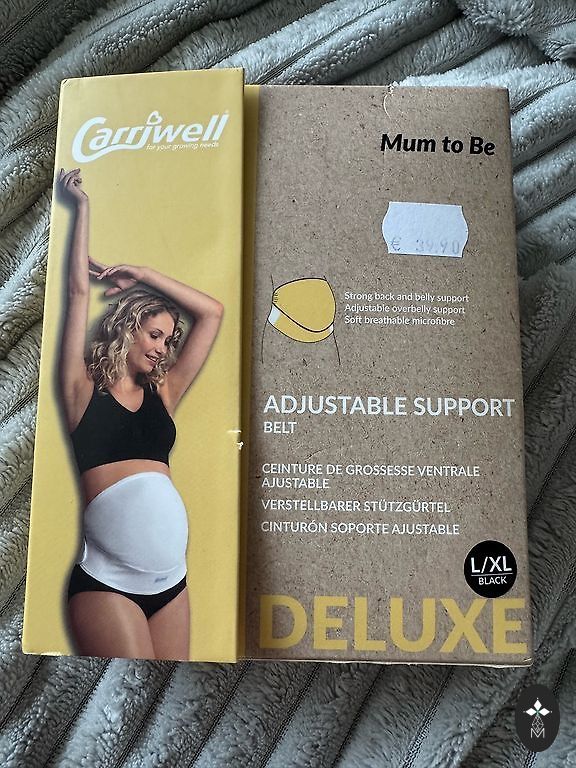 Carriwell
for your growing needs
Mum to Be
€ 39.90
Strong back and belly support
Adjustable overbelly support
Soft breathable microfibre
ADJUSTABLE SUPPORT
BELT
CEINTURE DE GROSSESSE VENTRALE
AJUSTABLE
VERSTELLBARER STÜTZGÜRTEL
CINTURÓN SOPORTE AJUSTABLE
L/XL
BLACK
DELUXE
M